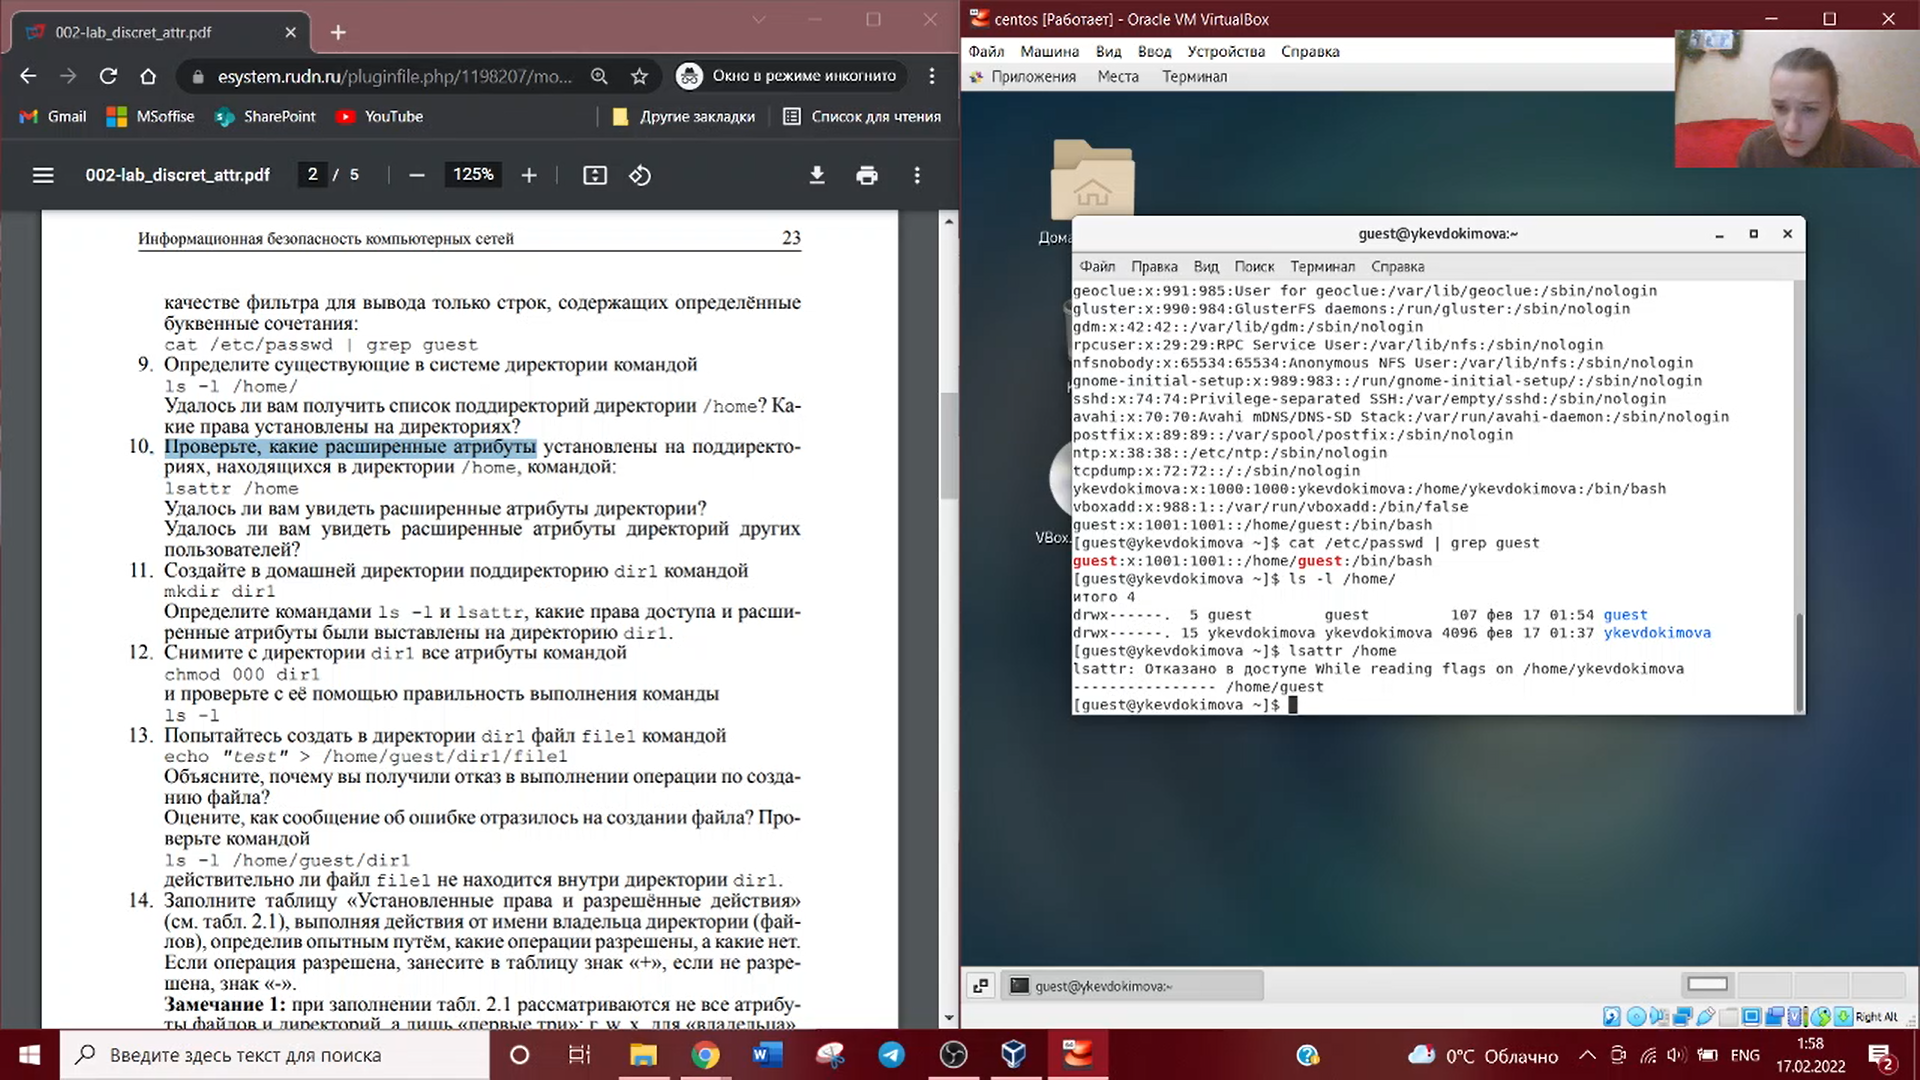 002-lab_discret_attr.pdf
esystem.rudn.ru/pluginfile.php/1198207/mo...
Окно в режиме инкогнито
Gmail
MSoffise
SharePoint
YouTube
Другие закладки
Список для чтения
002-lab_discret_attr.pdf
2 / 5
125%
Информационная безопасность компьютерных сетей 23
качестве фильтра для вывода только строк, содержащих определённые
буквенные сочетания:
cat /etc/passwd | grep guest
9. Определите существующие в системе директории командой
ls -l /home/
Удалось ли вам получить список поддиректорий директории /home? Ка-
кие права установлены на директориях?
10. Проверьте, какие расширенные атрибуты установлены на поддиректо-
риях, находящихся в директории /home, командой:
lsattr /home
Удалось ли вам увидеть расширенные атрибуты директории?
Удалось ли вам увидеть расширенные атрибуты директорий других
пользователей?
11. Создайте в домашней директории поддиректорию dir1 командой
mkdir dir1
Определите командами ls -l и lsattr, какие права доступа и расши-
ренные атрибуты были выставлены на директорию dir1.
12. Снимите с директории dir1 все атрибуты командой
chmod 000 dir1
и проверьте с её помощью правильность выполнения команды
ls -l
13. Попытайтесь создать в директории dir1 файл file1 командой
echo "test" > /home/guest/dir1/file1
Объясните, почему вы получили отказ в выполнении операции по созда-
нию файла?
Оцените, как сообщение об ошибке отразилось на создании файла? Про-
верьте командой
ls -l /home/guest/dir1
действительно ли файл file1 не находится внутри директории dir1.
14. Заполните таблицу «Установленные права и разрешённые действия»
(см. табл. 2.1), выполняя действия от имени владельца директории (фай-
лов), определив опытным путём, какие операции разрешены, а какие нет.
Если операция разрешена, занесите в таблицу знак «+», если не разре-
шена, знак «-».
Замечание 1: при заполнении табл. 2.1 рассматриваются не все атрибу-
ты файлов и директорий, а лишь «первые три»: r, w, x, для «владельца».
centos [Работает] - Oracle VM VirtualBox
Файл Машина Вид Ввод Устройства Справка
Приложения Места Терминал
guest@ykevdokimova:~
Файл Правка Вид Поиск Терминал Справка
geoclue:x:991:985:User for geoclue:/var/lib/geoclue:/sbin/nologin
gluster:x:990:984:GlusterFS daemons:/run/gluster:/sbin/nologin
gdm:x:42:42::/var/lib/gdm:/sbin/nologin
rpcuser:x:29:29:RPC Service User:/var/lib/nfs:/sbin/nologin
nfsnobody:x:65534:65534:Anonymous NFS User:/var/lib/nfs:/sbin/nologin
gnome-initial-setup:x:989:983::/run/gnome-initial-setup/:/sbin/nologin
sshd:x:74:74:Privilege-separated SSH:/var/empty/sshd:/sbin/nologin
avahi:x:70:70:Avahi mDNS/DNS-SD Stack:/var/run/avahi-daemon:/sbin/nologin
postfix:x:89:89::/var/spool/postfix:/sbin/nologin
ntp:x:38:38::/etc/ntp:/sbin/nologin
tcpdump:x:72:72::/:/sbin/nologin
ykevdokimova:x:1000:1000:ykevdokimova:/home/ykevdokimova:/bin/bash
vboxadd:x:988:1::/var/run/vboxadd:/bin/false
guest:x:1001:1001::/home/guest:/bin/bash
[guest@ykevdokimova ~]$ cat /etc/passwd | grep guest
guest:x:1001:1001::/home/guest:/bin/bash
[guest@ykevdokimova ~]$ ls -l /home/
итого 4
drwx------. 5 guest guest 107 фев 17 01:54 guest
drwx------. 15 ykevdokimova ykevdokimova 4096 фев 17 01:37 ykevdokimova
[guest@ykevdokimova ~]$ lsattr /home
lsattr: Отказано в доступе While reading flags on /home/ykevdokimova
---------------- /home/guest
[guest@ykevdokimova ~]$
guest@ykevdokimova:~
Right Alt
Введите здесь текст для поиска
0°C Облачно
ENG
1:58
17.02.2022
2